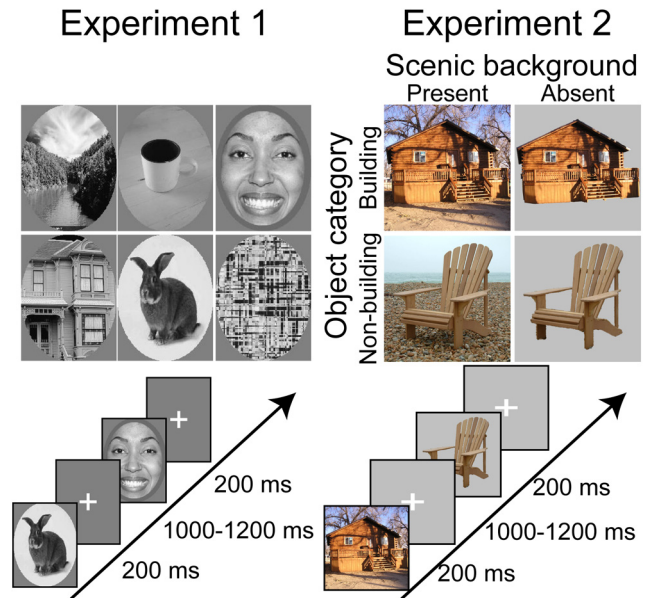 Experiment 1
Experiment 2
Scenic background
Present
Absent
Object category
Building
Non-building
200 ms
1000-1200 ms
200 ms
200 ms
1000-1200 ms
200 ms